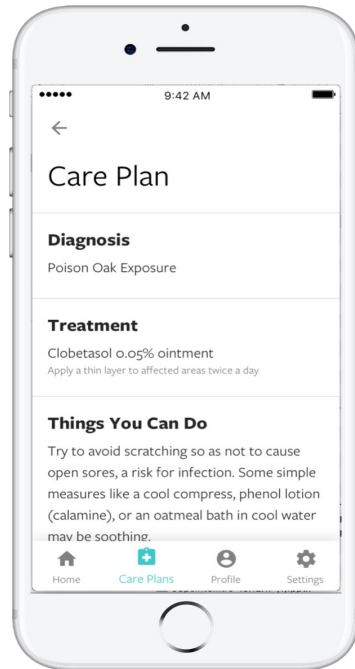 9:42 AM
Care Plan
Diagnosis
Poison Oak Exposure
Treatment
Clobetasol 0.05% ointment
Apply a thin layer to affected areas twice a day
Things You Can Do
Try to avoid scratching so as not to cause
open sores, a risk for infection. Some simple
measures like a cool compress, phenol lotion
(calamine), or an oatmeal bath in cool water
may be soothing.
Home Care Plans Profile Settings